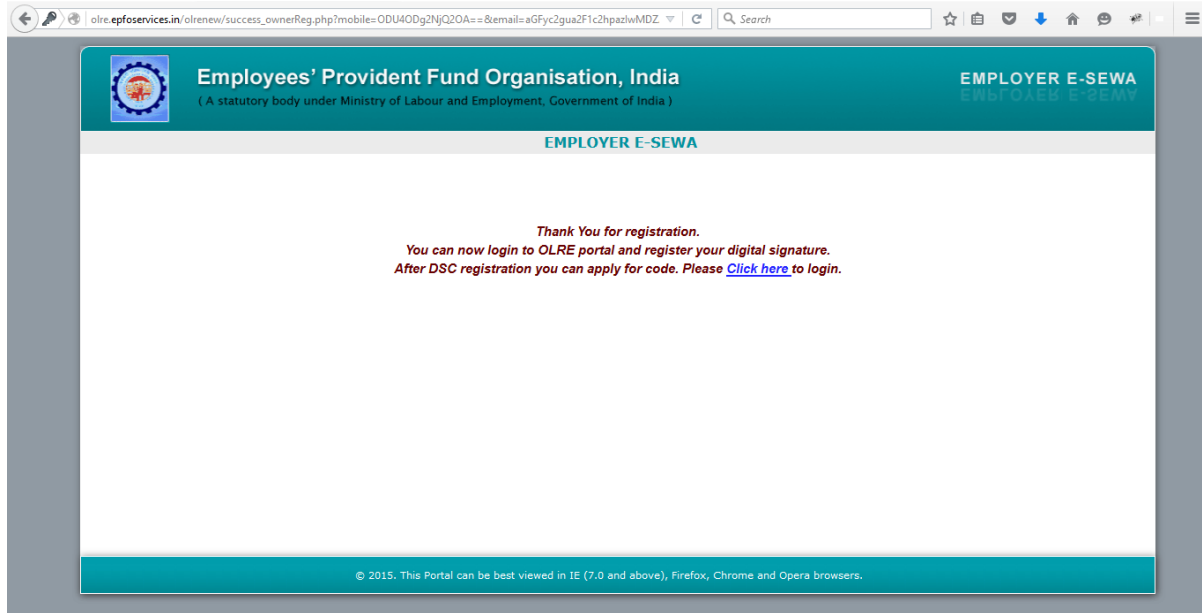 olre.epfoservices.in/olrenew/success_ownerReg.php?mobile=ODU4ODg2NjQ2OA==&email=aGFyc2gua2F1c2hpazIwMDZ
Search
Employees' Provident Fund Organisation, India
( A statutory body under Ministry of Labour and Employment, Government of India )
EMPLOYER E-SEWA
EMPLOYER E-SEWA
Thank You for registration.
You can now login to OLRE portal and register your digital signature.
After DSC registration you can apply for code. Please Click here to login.
© 2015. This Portal can be best viewed in IE (7.0 and above), Firefox, Chrome and Opera browsers.